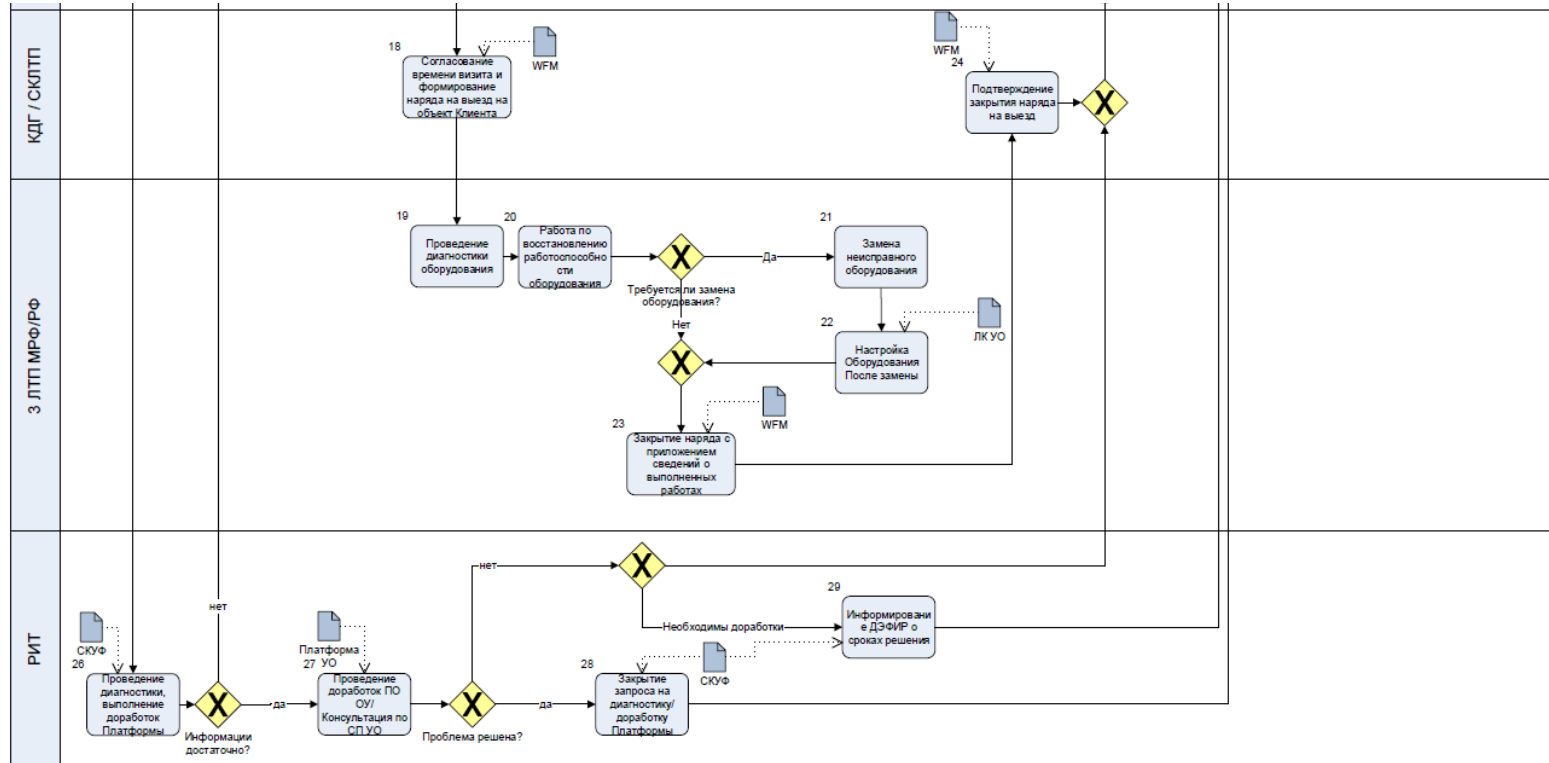 КДГ / СКЛТП
18
Согласование
времени визита и
формирование
наряда на выезд на
объект Клиента
WFM
WFM
24
Подтверждение
закрытия наряда
на выезд
3 ЛТП МРФ/РФ
19
Проведение
диагностики
оборудования
20
Работа по
восстановлению
работоспособно
сти
оборудования
Требуется ли замена
оборудования?
Да
Нет
21
Замена
неисправного
оборудования
22
Настройка
Оборудования
После замены
ЛК УО
23
Закрытие наряда с
приложением
сведений о
выполненных
работах
WFM
РИТ
СКУФ
26
Проведение
диагностики,
выполнение
доработок
Платформы
нет
Информации
достаточно?
да
Платформа
УО
27
Проведение
доработок ПО
ОУ/
Консультация по
СП УО
Проблема решена?
нет
да
Необходимы доработки
28
Закрытие
запроса на
диагностику/
доработку
Платформы
СКУФ
29
Информировани
е ДЭФИР о
сроках решения